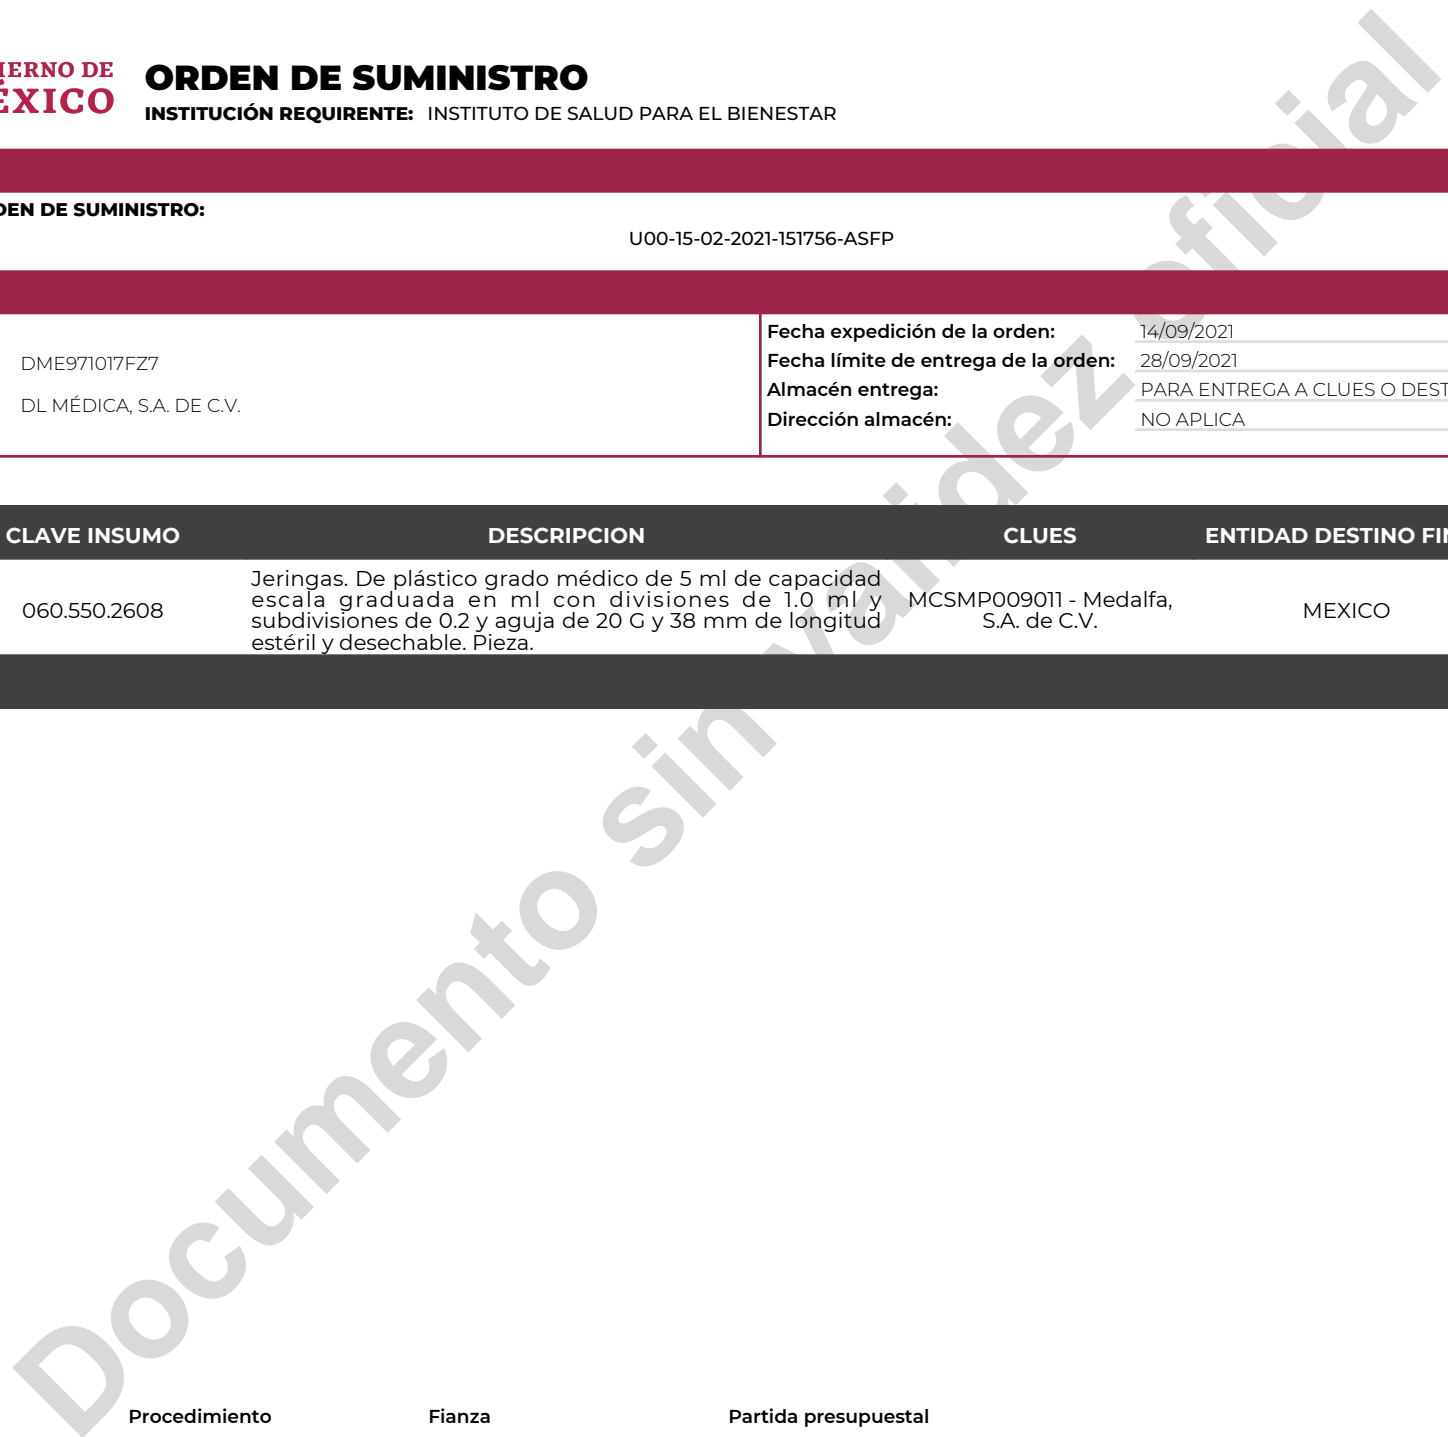 IERNO DE
ÉXICO
ORDEN DE SUMINISTRO
INSTITUCIÓN REQUIRENTE: INSTITUTO DE SALUD PARA EL BIENESTAR
DEN DE SUMINISTRO:
U00-15-02-2021-151756-ASFP
DME971017FZ7
DL MÉDICA, S.A. DE C.V.
Fecha expedición de la orden: 14/09/2021
Fecha límite de entrega de la orden: 28/09/2021
Almacén entrega: PARA ENTREGA A CLUES O DEST
Dirección almacén: NO APLICA
CLAVE INSUMO DESCRIPCION CLUES ENTIDAD DESTINO FIN
060.550.2608
Jeringas. De plástico grado médico de 5 ml de capacidad
escala graduada en ml con divisiones de 1.0 ml y
subdivisiones de 0.2 y aguja de 20 G y 38 mm de longitud
estéril y desechable. Pieza.
MCSMP009011 - Medalfa,
S.A. de C.V.
MEXICO
Documento sin validez oficial
Procedimiento Fianza Partida presupuestal